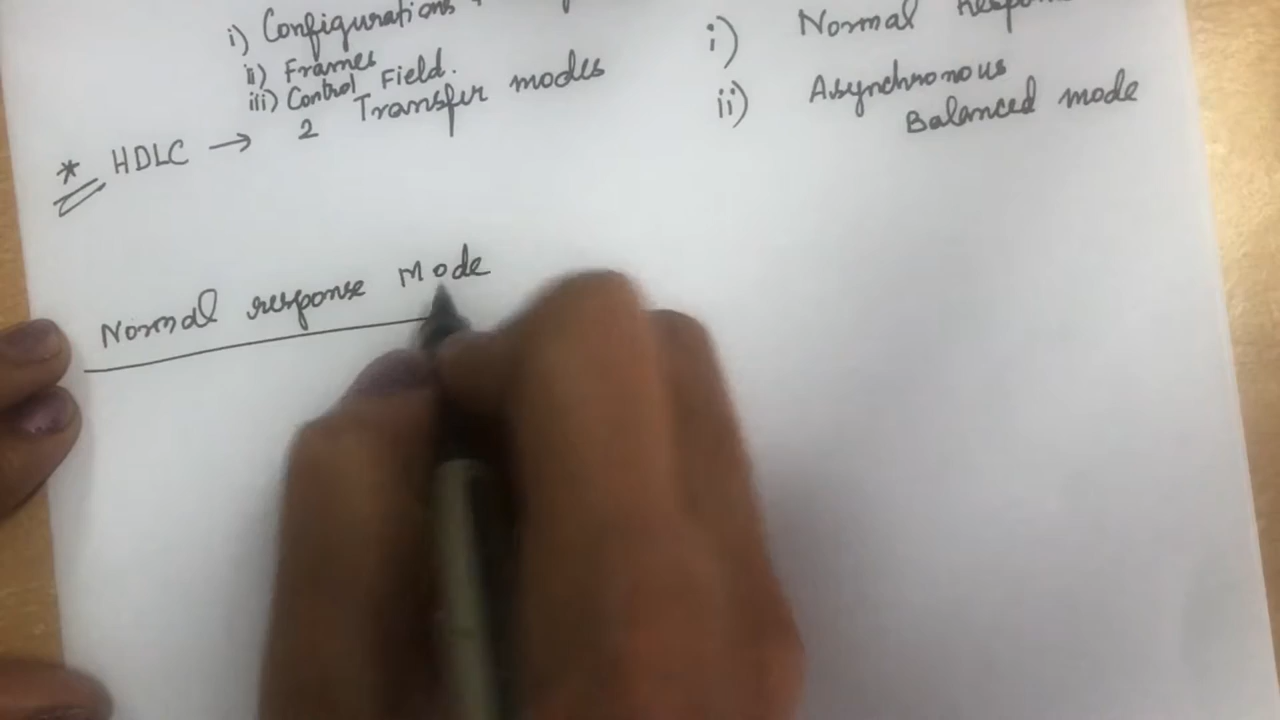 i) Configurations
ii) Frames
iii) Control Field.
* HDLC → 2 Transfer modes
i) Normal
ii) Asynchronous
Balanced mode
Normal response Mode